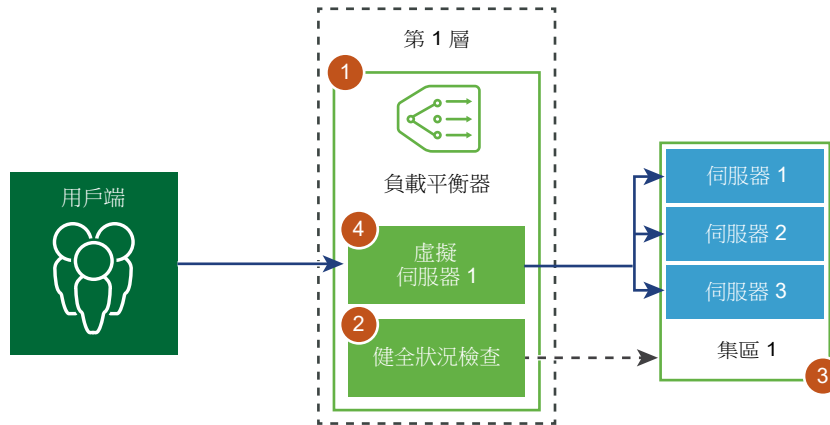 第 1 層
1
負載平衡器
用戶端
4
虛擬
伺服器 1
2
健全狀況檢查
伺服器 1
伺服器 2
伺服器 3
集區 1
3